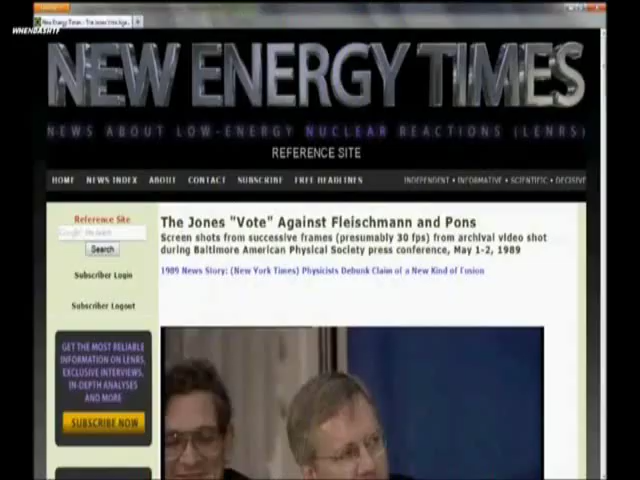 WHENDASHTF
New Energy Times - The Jones Vote Aga...
NEW ENERGY TIMES
NEWS ABOUT LOW-ENERGY NUCLEAR REACTIONS (LENRS)
REFERENCE SITE
HOME NEWS INDEX ABOUT CONTACT SUBSCRIBE FREE HEADLINES INDEPENDENT • INFORMATIVE • SCIENTIFIC • DECISIVE
Reference Site
Search
Subscriber Login
Subscriber Logout
GET THE MOST RELIABLE
INFORMATION ON LENRS,
EXCLUSIVE INTERVIEWS,
IN-DEPTH ANALYSES
AND MORE
SUBSCRIBE NOW
The Jones "Vote" Against Fleischmann and Pons
Screen shots from successive frames (presumably 30 fps) from archival video shot
during Baltimore American Physical Society press conference, May 1-2, 1989
1989 News Story: (New York Times) Physicists Debunk Claim of a New Kind of Fusion